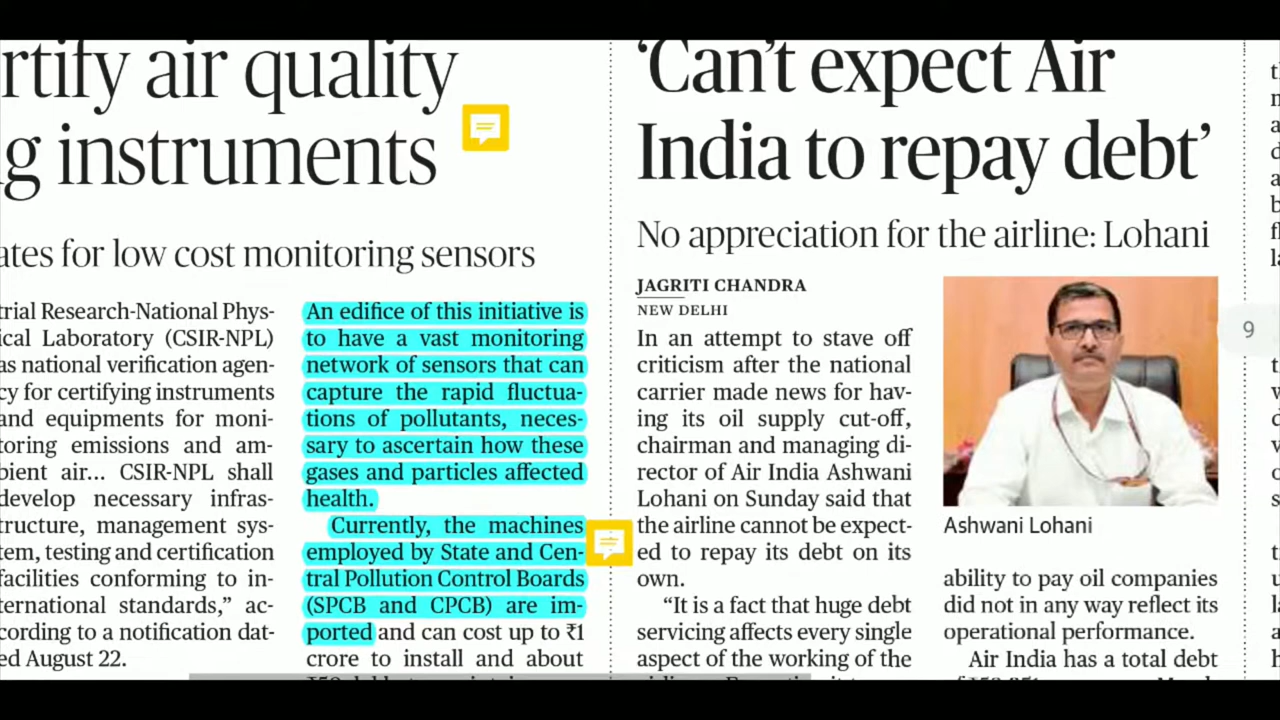 rtify air quality
g instruments
ates for low cost monitoring sensors
trial Research-National Phys-
ical Laboratory (CSIR-NPL)
as national verification agen-
cy for certifying instruments
and equipments for moni-
toring emissions and am-
bient air... CSIR-NPL shall
develop necessary infras-
tructure, management sys-
tem, testing and certification
facilities conforming to in-
ternational standards,” ac-
cording to a notification dat-
ed August 22.
An edifice of this initiative is
to have a vast monitoring
network of sensors that can
capture the rapid fluctua-
tions of pollutants, neces-
sary to ascertain how these
gases and particles affected
health.
Currently, the machines
employed by State and Cen-
tral Pollution Control Boards
(SPCB and CPCB) are im-
ported and can cost up to ₹1
crore to install and about
‘Can’t expect Air
India to repay debt’
No appreciation for the airline: Lohani
JAGRITI CHANDRA
NEW DELHI
In an attempt to stave off
criticism after the national
carrier made news for hav-
ing its oil supply cut-off,
chairman and managing di-
rector of Air India Ashwani
Lohani on Sunday said that
the airline cannot be expect-
ed to repay its debt on its
own.
“It is a fact that huge debt
servicing affects every single
aspect of the working of the
Ashwani Lohani
ability to pay oil companies
did not in any way reflect its
operational performance.
Air India has a total debt
9